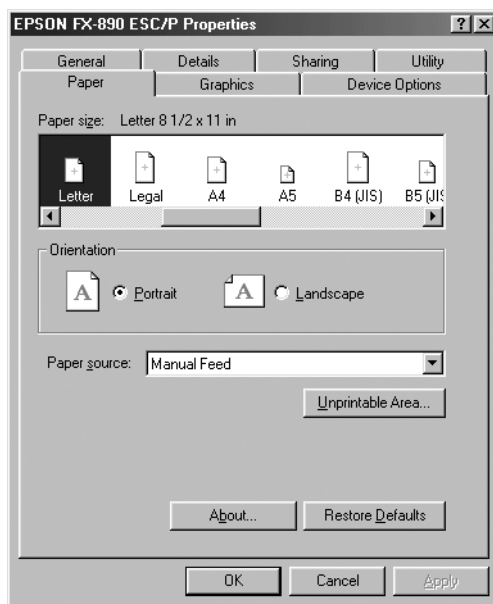 EPSON FX-890 ESC/P Properties
General Details Sharing Utility
Paper Graphics Device Options
Paper size: Letter 8 1/2 x 11 in
Letter Legal A4 A5 B4 (JIS) B5 (JIS
Orientation
A Portrait A Landscape
Paper source: Manual Feed
Unprintable Area...
About... Restore Defaults
OK Cancel Apply